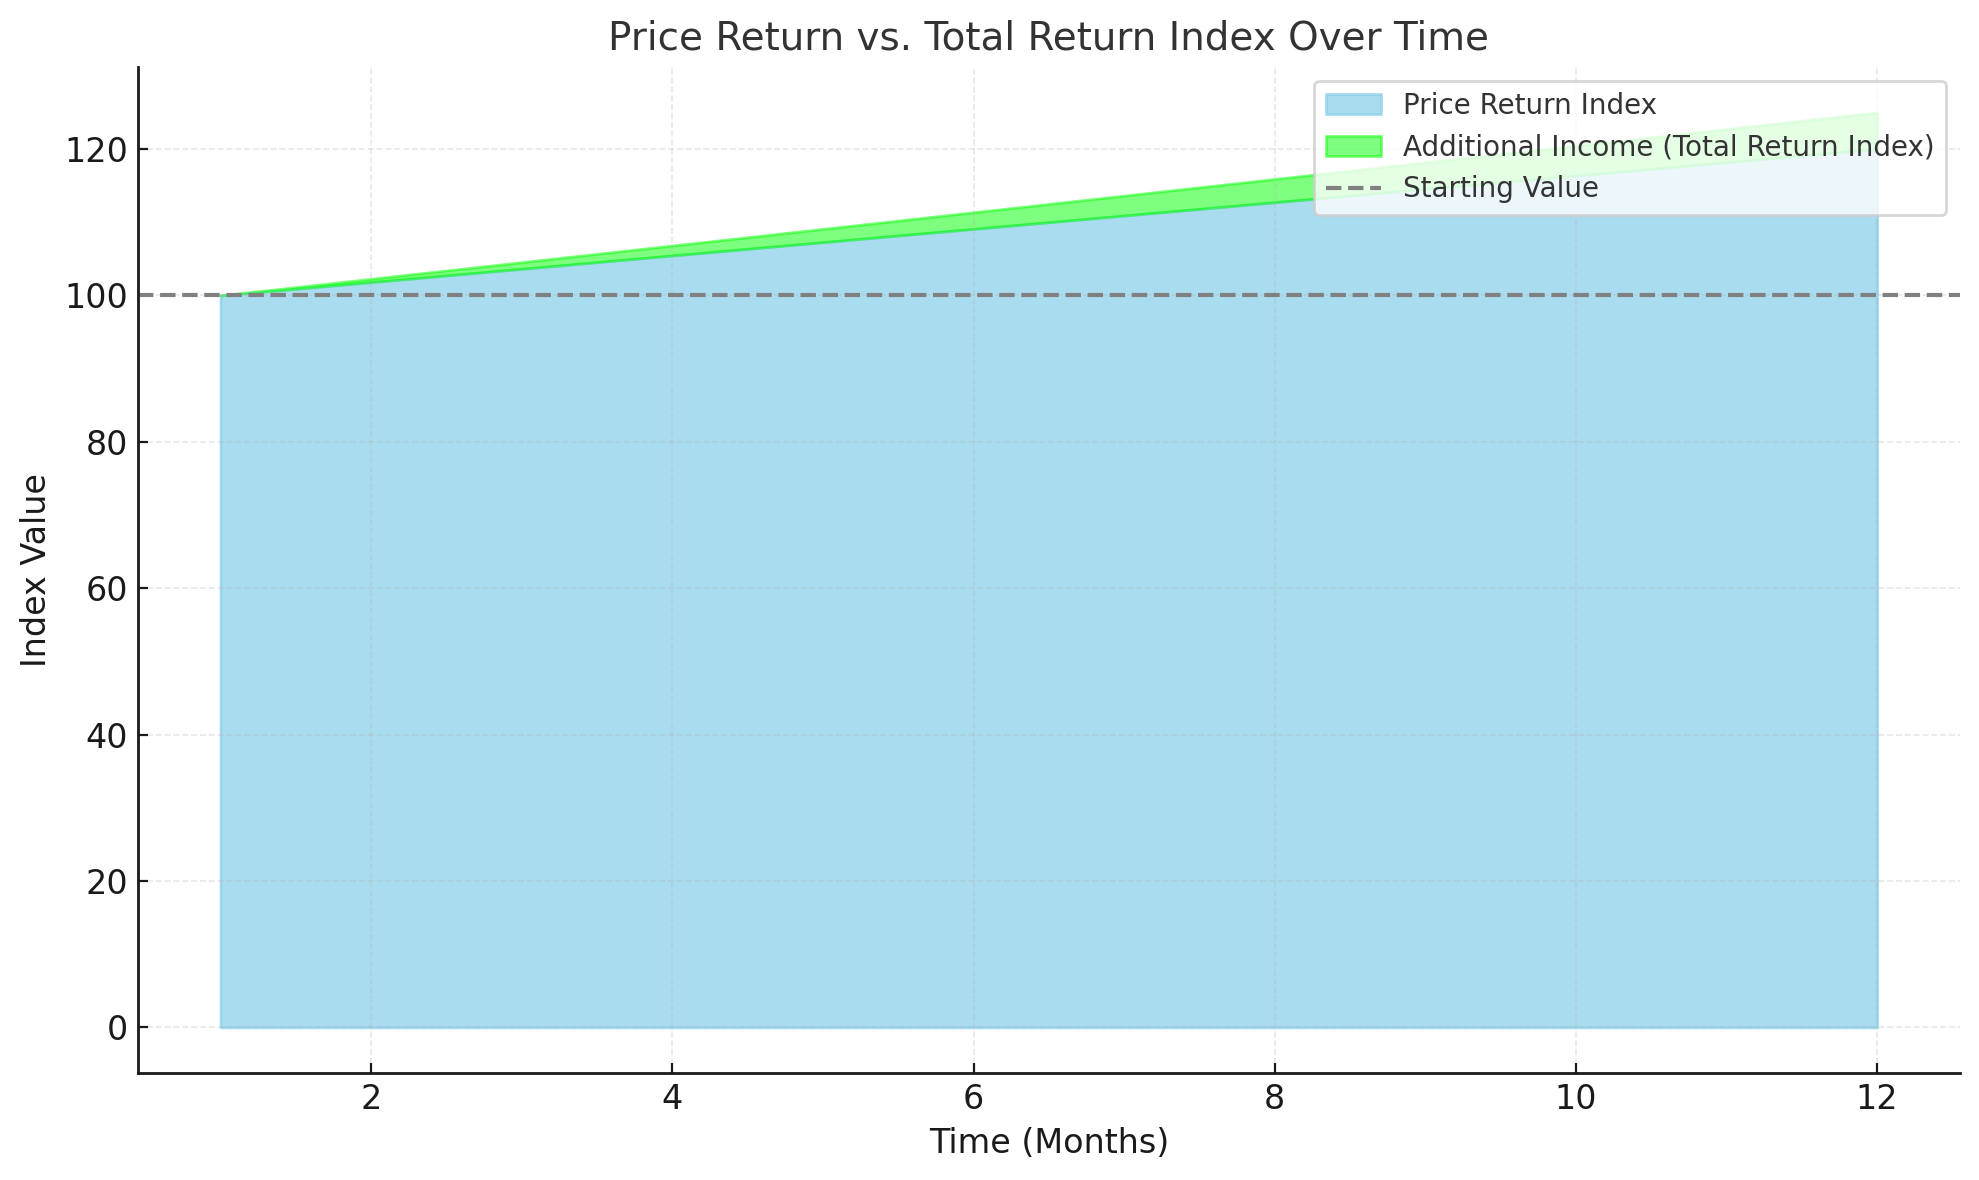 Price Return vs. Total Return Index Over Time
Price Return Index
Additional Income (Total Return Index)
Starting Value
Index Value
120
100
80
60
40
20
0
2 4 6 8 10 12
Time (Months)